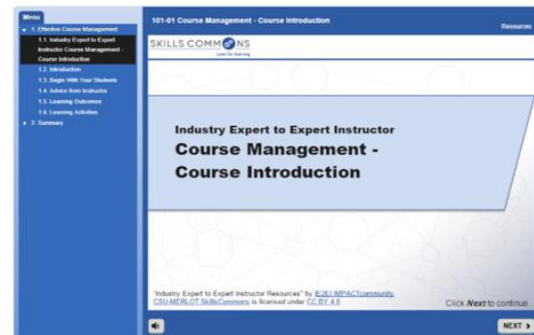 Menu
1. Effective Course Management
1.1. Industry Expert to Expert
Instructor Course Management -
Course Introduction
1.2. Introduction
1.3. Begin With Your Students
1.4. Advice from Instructor
1.5. Learning Outcomes
1.6. Learning Activities
2. Summary
101-01 Course Management - Course Introduction
Resources
SKILLS COMMONS
open for learning
Industry Expert to Expert Instructor
Course Management -
Course Introduction
"Industry Expert to Expert Instructor Resources" by IE2EI IMPACTcommunity,
CSU-MERLOT SkillsCommons is licensed under CC BY 4.0
Click Next to continue.
NEXT